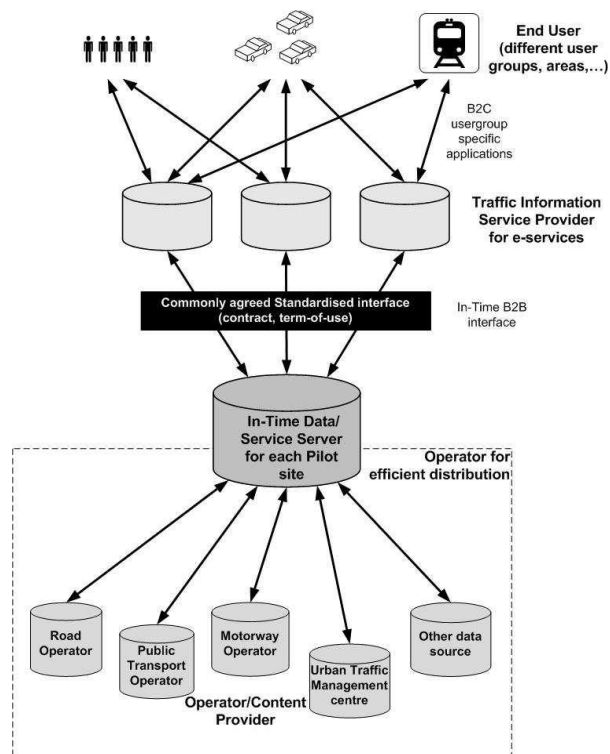 End User
(different user
groups, areas,...)
B2C
usergroup
specific
applications
Traffic Information
Service Provider
for e-services
Commonly agreed Standardised interface
(contract, term-of-use)
In-Time B2B
interface
In-Time Data/
Service Server
for each Pilot
site
Operator for
efficient distribution
Road
Operator
Public
Transport
Operator
Motorway
Operator
Urban Traffic
Management
centre
Other data
source
Operator/Content
Provider